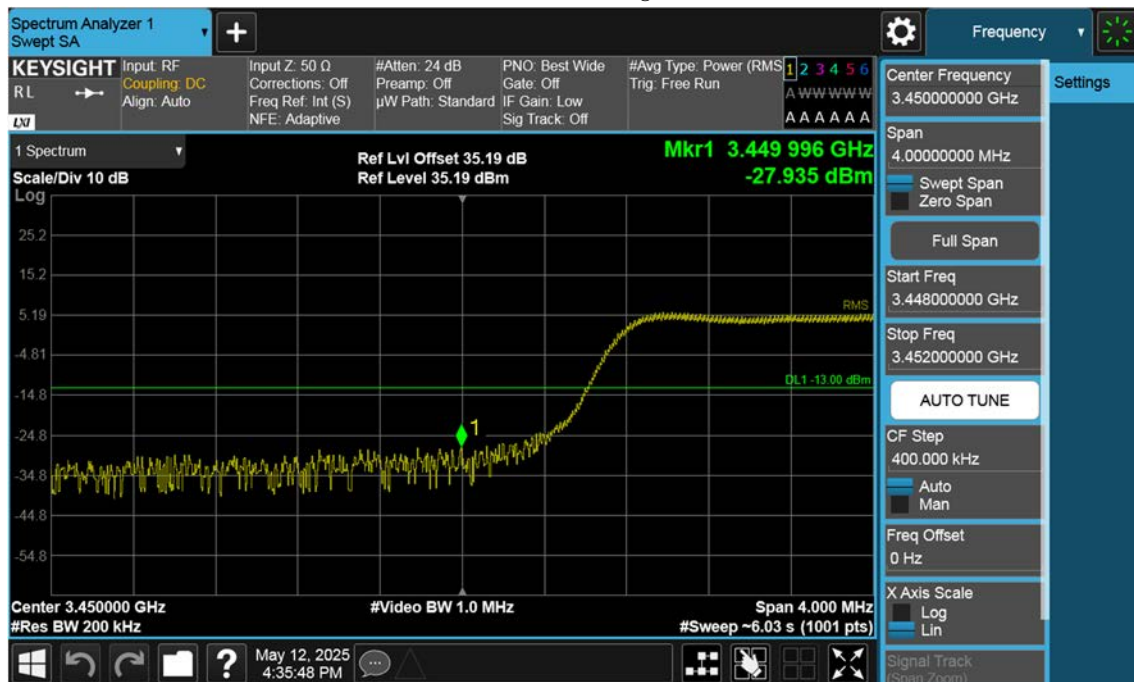 Spectrum Analyzer 1
Swept SA
+
Frequency
KEYSIGHT
RL
LXI
Input: RF
Coupling: DC
Align: Auto
Input Z: 50 Ω
Corrections: Off
Freq Ref: Int (S)
NFE: Adaptive
#Atten: 24 dB
Preamp: Off
µW Path: Standard
PNO: Best Wide
Gate: Off
IF Gain: Low
Sig Track: Off
#Avg Type: Power (RMS
Trig: Free Run
1 2 3 4 5 6
A W W W W W
A A A A A A
1 Spectrum
Scale/Div 10 dB
Log
Ref Lvl Offset 35.19 dB
Ref Level 35.19 dBm
Mkr1 3.449 996 GHz
-27.935 dBm
25.2
15.2
5.19
-4.81
-14.8
-24.8
-34.8
-44.8
-54.8
RMS
DL1 -13.00 dBm
1
Center 3.450000 GHz
#Video BW 1.0 MHz
Span 4.000 MHz
#Res BW 200 kHz
#Sweep ~6.03 s (1001 pts)
Center Frequency
3.450000000 GHz
Settings
Span
4.00000000 MHz
Swept Span
Zero Span
Full Span
Start Freq
3.448000000 GHz
Stop Freq
3.452000000 GHz
AUTO TUNE
CF Step
400.000 kHz
Auto
Man
Freq Offset
0 Hz
X Axis Scale
Log
Lin
Signal Track
(Span Zoom)
?
May 12, 2025
4:35:48 PM